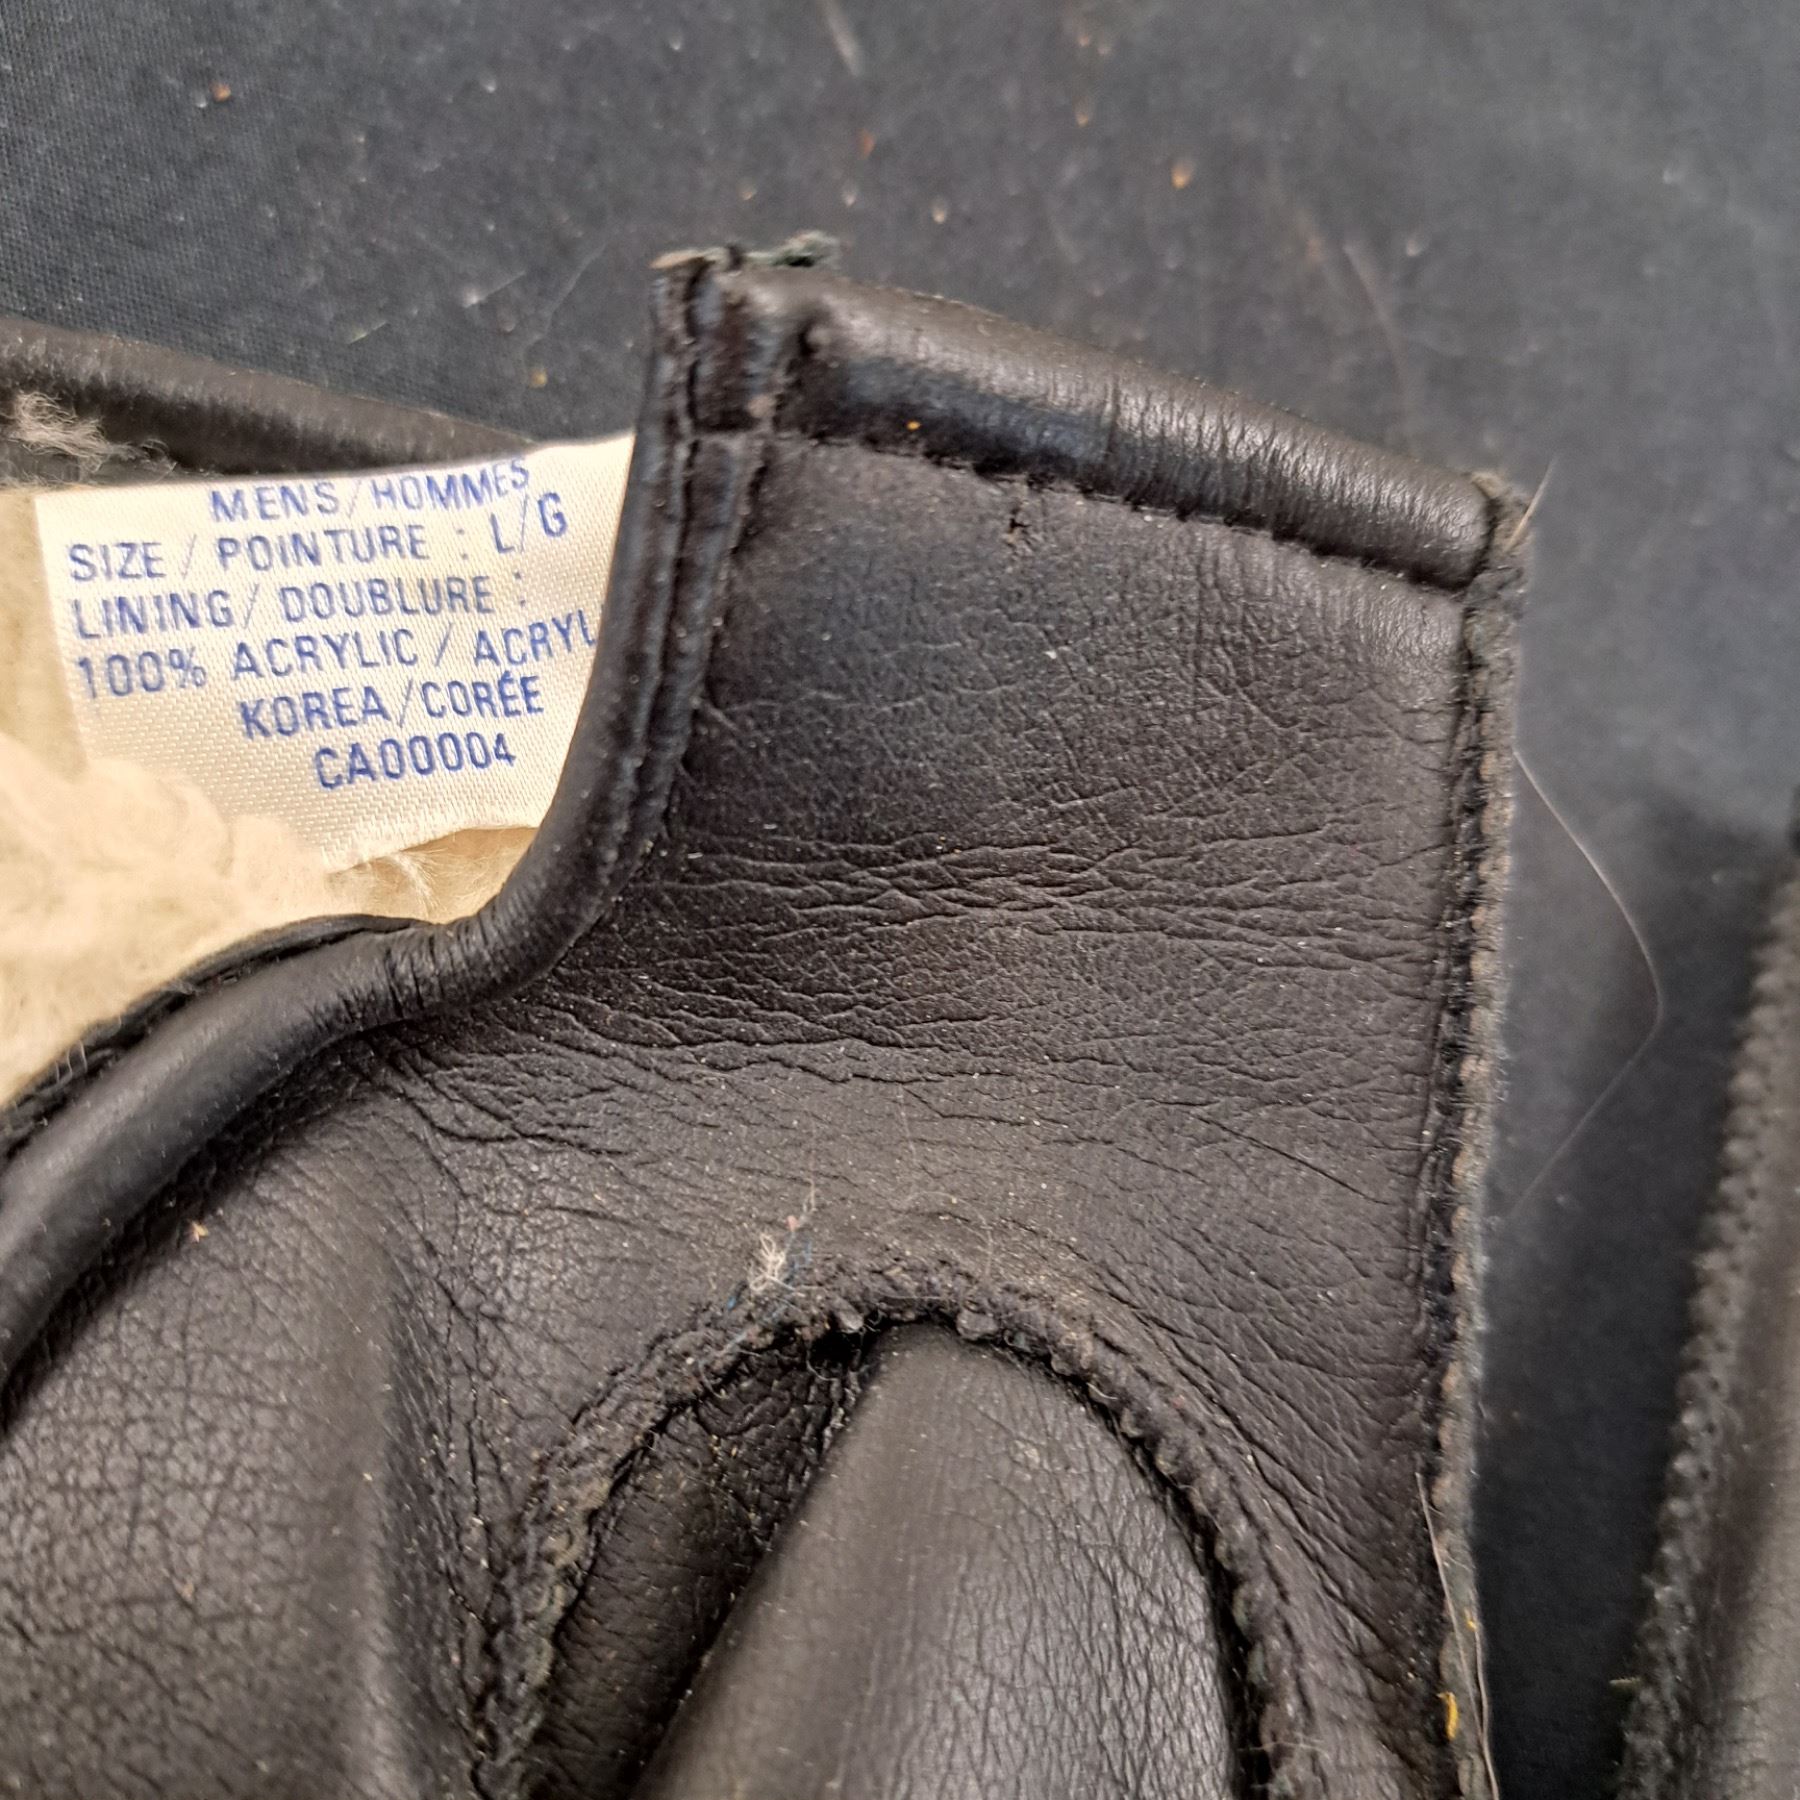 MENS/HOMMES
SIZE / POINTURE : L/G
LINING/ DOUBLURE :
100% ACRYLIC / ACRYL
KOREA/CORÉE
CA00004